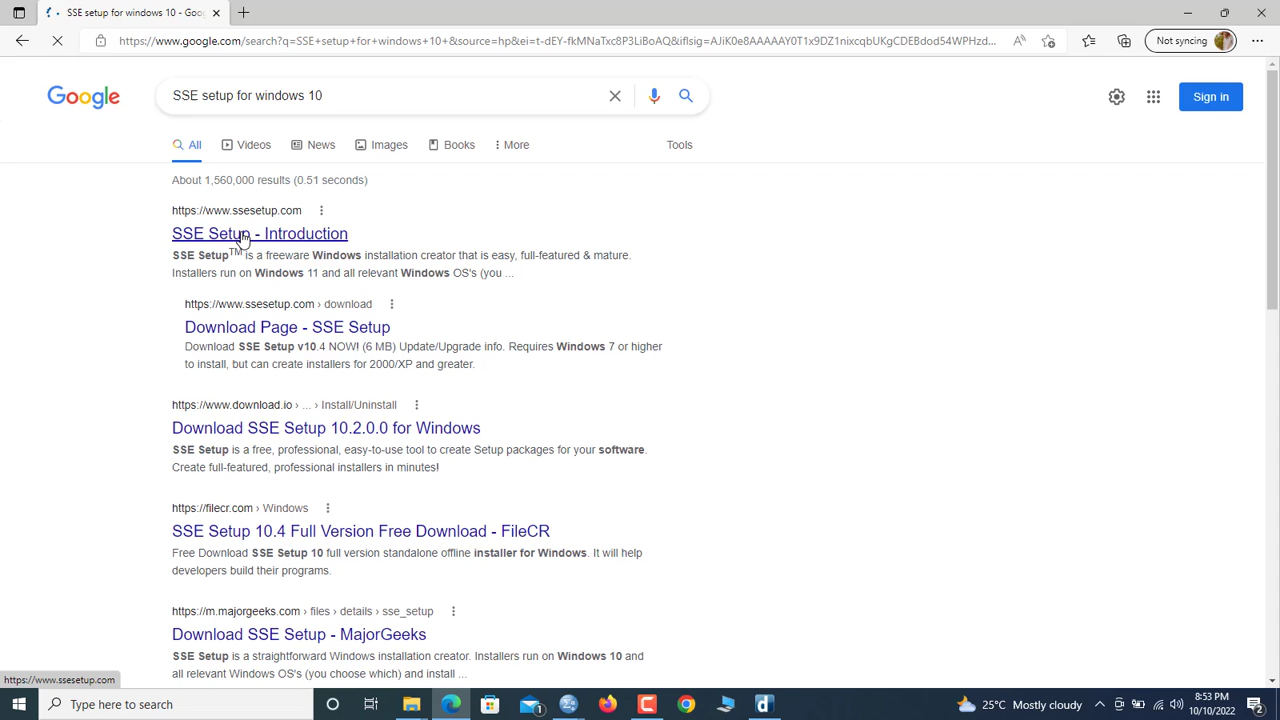 SSE setup for windows 10 - Goo
https://www.google.com/search?q=SSE+setup+for+windows+10+&source=hp&ei=t-dEY-fkMNaTxc8P3LiBoAQ&iflsig=AJiK0e8AAAAAY0T1x9DZ1nixcqbUKgCDEBdod54WPHzd...
Not syncing
Google
SSE setup for windows 10
Sign in
All Videos News Images Books More Tools
About 1,560,000 results (0.51 seconds)
https://www.ssesetup.com
SSE Setup - Introduction
SSE Setup™ is a freeware Windows installation creator that is easy, full-featured & mature.
Installers run on Windows 11 and all relevant Windows OS's (you ...
https://www.ssesetup.com › download
Download Page - SSE Setup
Download SSE Setup v10.4 NOW! (6 MB) Update/Upgrade info. Requires Windows 7 or higher
to install, but can create installers for 2000/XP and greater.
https://www.download.io › ... › Install/Uninstall
Download SSE Setup 10.2.0.0 for Windows
SSE Setup is a free, professional, easy-to-use tool to create Setup packages for your software.
Create full-featured, professional installers in minutes!
https://filecr.com › Windows
SSE Setup 10.4 Full Version Free Download - FileCR
Free Download SSE Setup 10 full version standalone offline installer for Windows. It will help
developers build their programs.
https://m.majorgeeks.com › files › details › sse_setup
Download SSE Setup - MajorGeeks
SSE Setup is a straightforward Windows installation creator. Installers run on Windows 10 and
all relevant Windows OS's (you choose which) and install ...
https://www.ssesetup.com
Type here to search
1
d
25°C Mostly cloudy
8:53 PM
10/10/2022
2